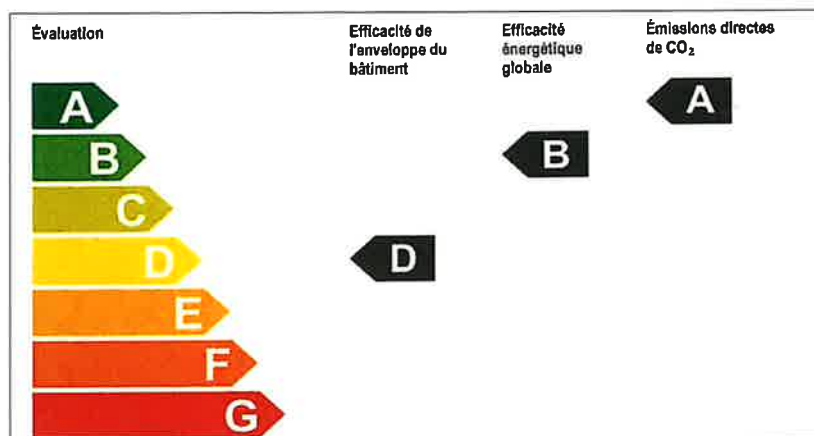 Évaluation
Efficacité de
l'enveloppe du
bâtiment
Efficacité
énergétique
globale
Émissions directes
de CO₂
A
A
B
B
C
D
D
E
F
G